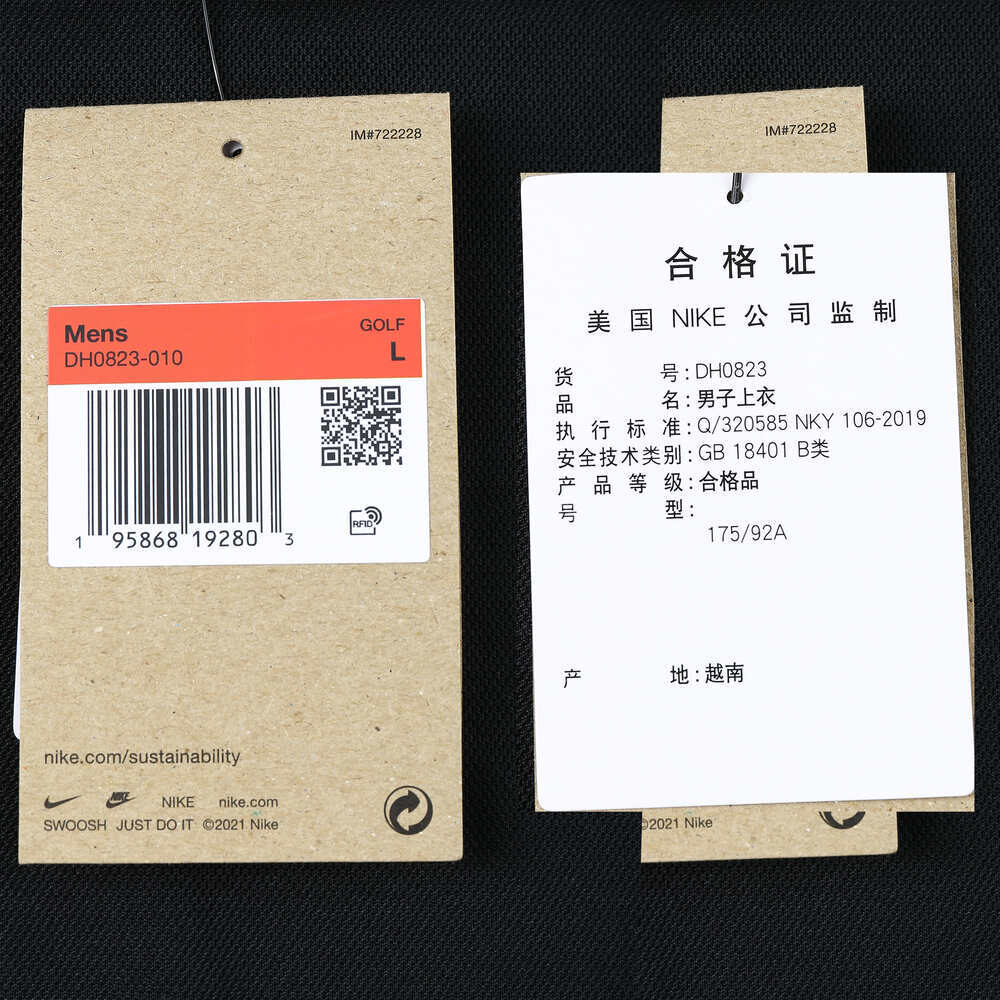 IM#722228
Mens
GOLF
DH0823-010
L
RFID
1 95868 19280 3
nike.com/sustainability
NIKE
NIKE nike.com
SWOOSH JUST DO IT ©2021 Nike
IM#722228
合格证
美国 NIKE 公司监制
货号:DH0823
品名:男子上衣
执行标准:Q/320585 NKY 106-2019
安全技术类别:GB 18401 B类
产品等级:合格品
号型:
175/92A
产地:越南
©2021 Nike